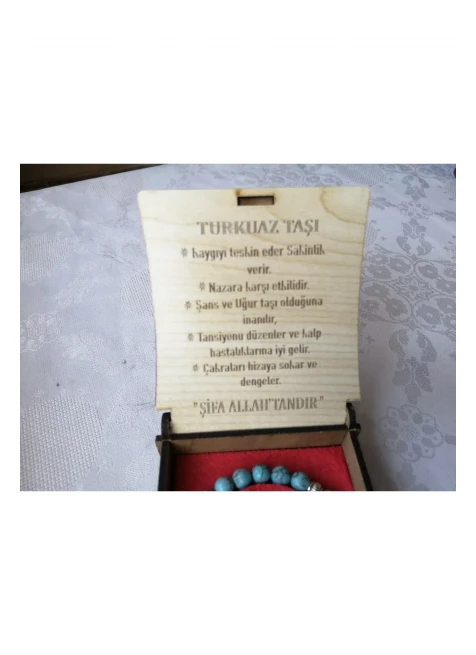 TURKUAZ TAŞI
* kaygıyı teskin eder Sakinlik
verir.
* Nazara karşı etkilidir.
* Şans ve Uğur taşı olduğuna
inanılır,
* Tansiyonu düzenler ve kalp
hastalıklarına iyi gelir.
* Çakraları hizaya sokar ve
dengeler.
"ŞİFA ALLAH'TANDIR"